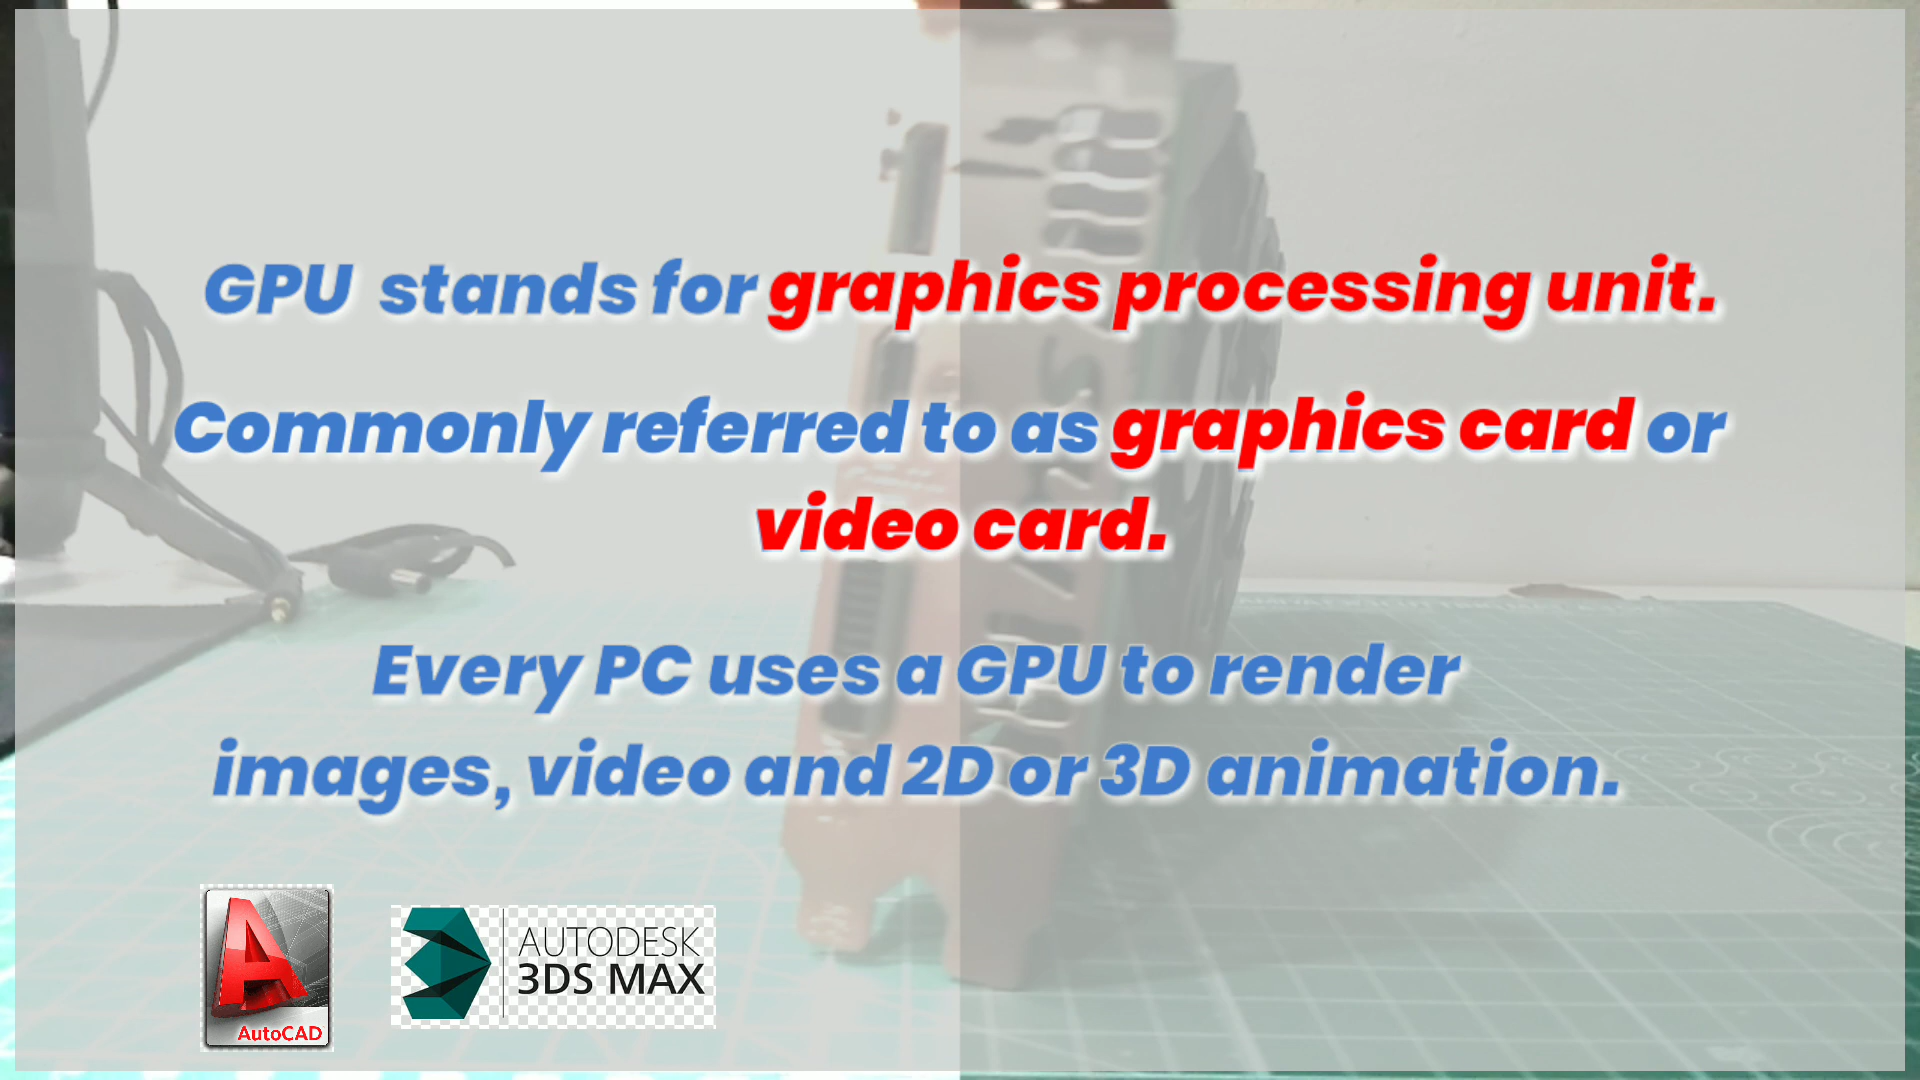 GPU stands for graphics processing unit.
Commonly referred to as graphics card or
video card.
Every PC uses a GPU to render
images, video and 2D or 3D animation.
AutoCAD
AUTODESK
3DS MAX